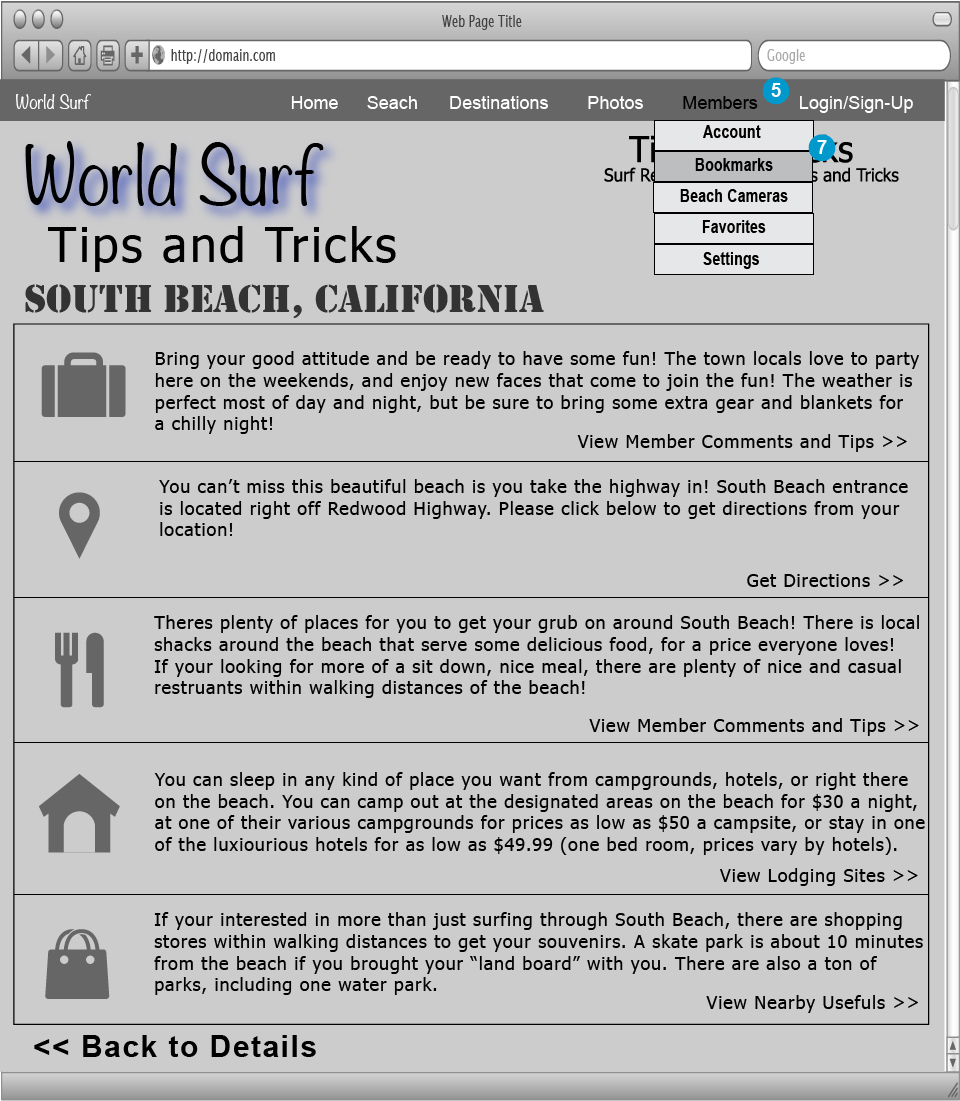 Web Page Title
http://domain.com
Google
World Surf
Home Seach Destinations Photos Members 5 Login/Sign-Up
Account
7
Bookmarks
Beach Cameras
Favorites
Settings
Surf and Tricks
World Surf
Tips and Tricks
SOUTH BEACH, CALIFORNIA
Bring your good attitude and be ready to have some fun! The town locals love to party
here on the weekends, and enjoy new faces that come to join the fun! The weather is
perfect most of day and night, but be sure to bring some extra gear and blankets for
a chilly night!
View Member Comments and Tips >>
You can’t miss this beautiful beach is you take the highway in! South Beach entrance
is located right off Redwood Highway. Please click below to get directions from your
location!
Get Directions >>
Theres plenty of places for you to get your grub on around South Beach! There is local
shacks around the beach that serve some delicious food, for a price everyone loves!
If your looking for more of a sit down, nice meal, there are plenty of nice and casual
restruants within walking distances of the beach!
View Member Comments and Tips >>
You can sleep in any kind of place you want from campgrounds, hotels, or right there
on the beach. You can camp out at the designated areas on the beach for $30 a night,
at one of their various campgrounds for prices as low as $50 a campsite, or stay in one
of the luxiourious hotels for as low as $49.99 (one bed room, prices vary by hotels).
View Lodging Sites >>
If your interested in more than just surfing through South Beach, there are shopping
stores within walking distances to get your souvenirs. A skate park is about 10 minutes
from the beach if you brought your “land board” with you. There are also a ton of
parks, including one water park.
View Nearby Usefuls >>
<< Back to Details